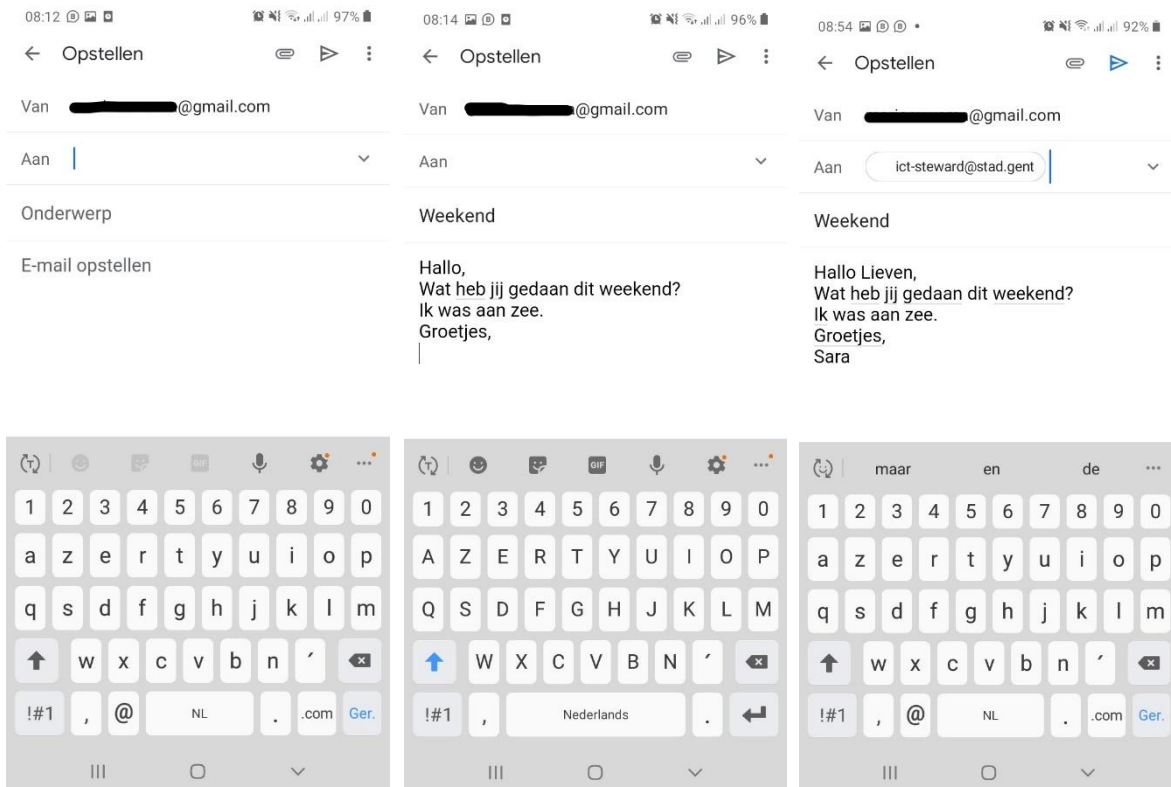 08:12 97%
Opstellen
Van @gmail.com
Aan
Onderwerp
E-mail opstellen
GIF
1 2 3 4 5 6 7 8 9 0
a z e r t y u i o p
q s d f g h j k l m
w x c v b n ´
!#1 , @ NL . .com Ger.
08:14 96%
Opstellen
Van @gmail.com
Aan
Weekend
Hallo,
Wat heb jij gedaan dit weekend?
Ik was aan zee.
Groetjes,
GIF
1 2 3 4 5 6 7 8 9 0
A Z E R T Y U I O P
Q S D F G H J K L M
W X C V B N ´
!#1 , Nederlands .
08:54 92%
Opstellen
Van @gmail.com
Aan ict-steward@stad.gent
Weekend
Hallo Lieven,
Wat heb jij gedaan dit weekend?
Ik was aan zee.
Groetjes,
Sara
maar en de
1 2 3 4 5 6 7 8 9 0
a z e r t y u i o p
q s d f g h j k l m
w x c v b n ´
!#1 , @ NL . .com Ger.